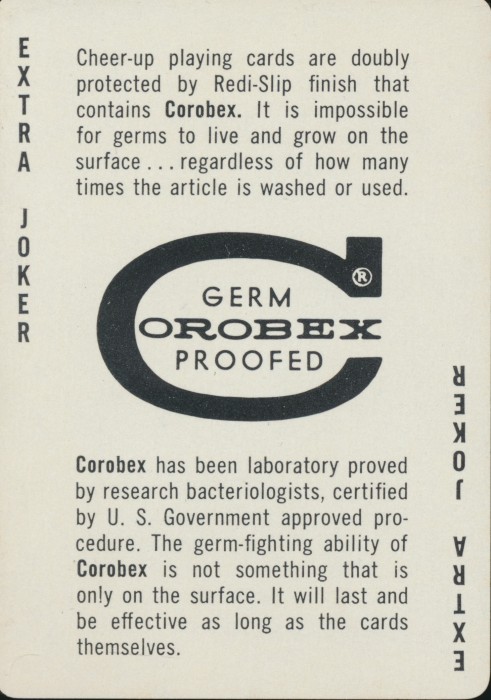 EXTRA JOKER
Cheer-up playing cards are doubly
protected by Redi-Slip finish that
contains Corobex. It is impossible
for germs to live and grow on the
surface ... regardless of how many
times the article is washed or used.
GERM
COROBEX ®
PROOFED
Corobex has been laboratory proved
by research bacteriologists, certified
by U. S. Government approved pro-
cedure. The germ-fighting ability of
Corobex is not something that is
only on the surface. It will last and
be effective as long as the cards
themselves.
EXTRA JOKER